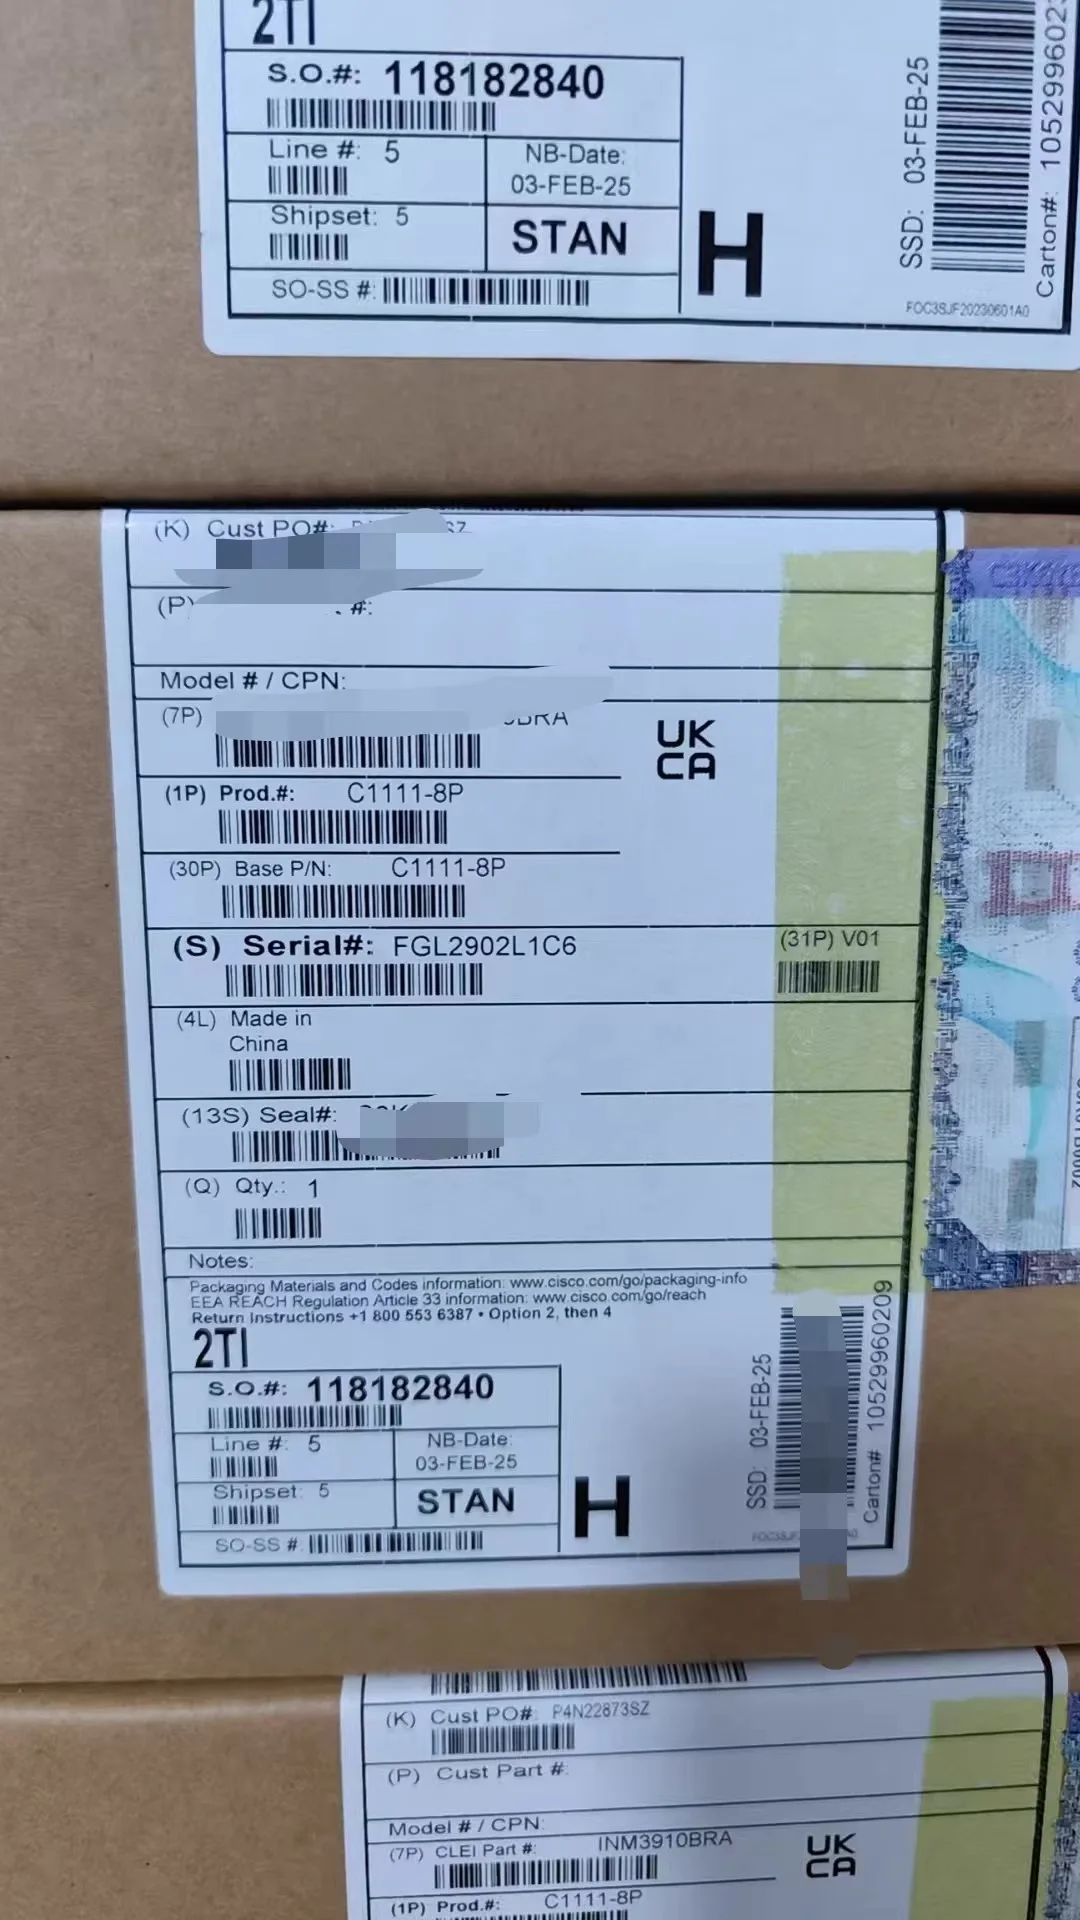 2TI
S.O.#: 118182840
Line #: 5
NB-Date:
03-FEB-25
Shipset: 5
STAN
H
SO-SS #:
SSD: 03-FEB-25
Carton#:
FOC3SJF20230601A0
(K) Cust PO#:
(P) #:
Model # / CPN:
(7P)
UK
CA
(1P) Prod.#: C1111-8P
(30P) Base P/N: C1111-8P
(S) Serial#: FGL2902L1C6
(31P) V01
(4L) Made in
China
(13S) Seal#:
(Q) Qty.: 1
Notes:
Packaging Materials and Codes information: www.cisco.com/go/packaging-info
EEA REACH Regulation Article 33 information: www.cisco.com/go/reach
Return Instructions +1 800 553 6387 • Option 2, then 4
2TI
S.O.#: 118182840
Line #: 5
NB-Date:
03-FEB-25
Shipset: 5
STAN
H
SO-SS #:
SSD: 03-FEB-25
Carton# 10529960209
(K) Cust PO#: P4N22873SZ
(P) Cust Part #:
Model # / CPN:
(7P) CLEI Part #: INM3910BRA
UK
CA
(1P) Prod.#: C1111-8P